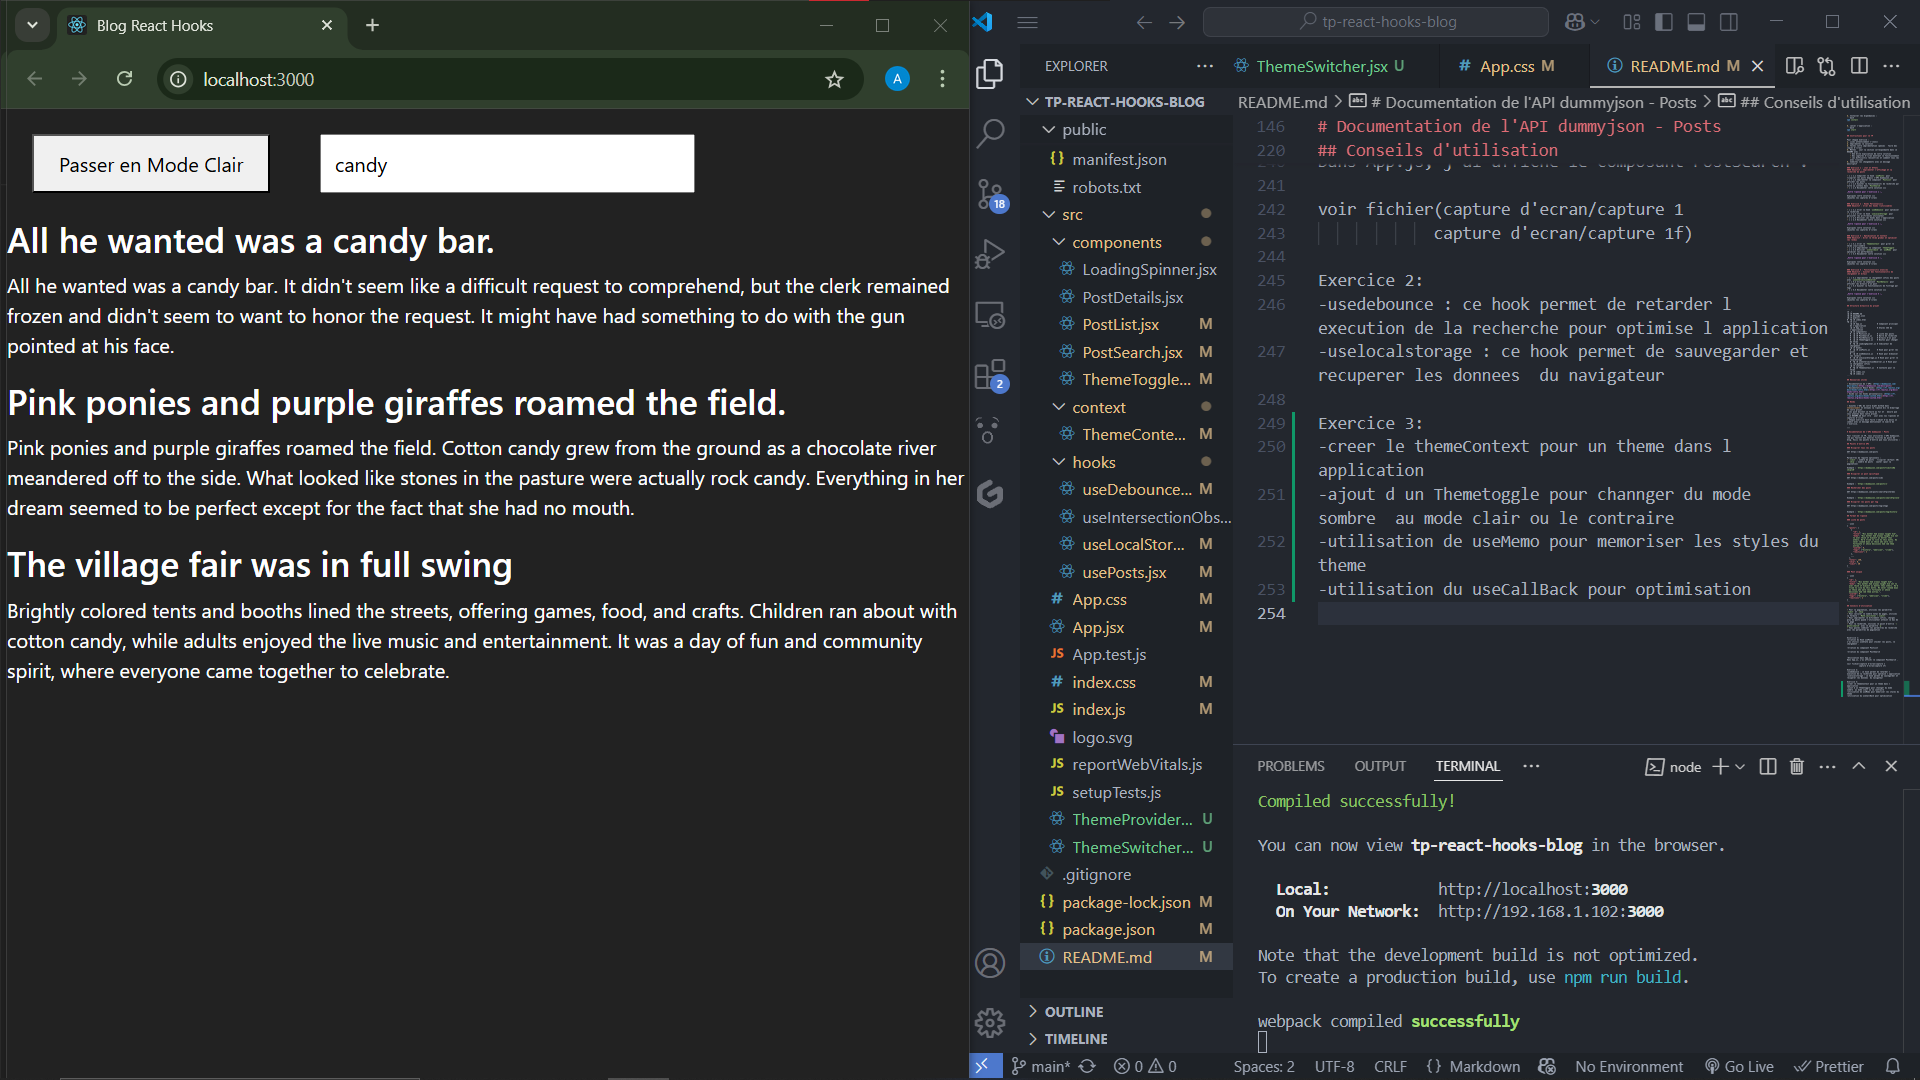 Blog React Hooks
localhost:3000
A
Passer en Mode Clair
candy
All he wanted was a candy bar.
All he wanted was a candy bar. It didn't seem like a difficult request to comprehend, but the clerk remained
frozen and didn't seem to want to honor the request. It might have had something to do with the gun
pointed at his face.
Pink ponies and purple giraffes roamed the field.
Pink ponies and purple giraffes roamed the field. Cotton candy grew from the ground as a chocolate river
meandered off to the side. What looked like stones in the pasture were actually rock candy. Everything in her
dream seemed to be perfect except for the fact that she had no mouth.
The village fair was in full swing
Brightly colored tents and booths lined the streets, offering games, food, and crafts. Children ran about with
cotton candy, while adults enjoyed the live music and entertainment. It was a day of fun and community
spirit, where everyone came together to celebrate.
tp-react-hooks-blog
18
2
EXPLORER
TP-REACT-HOOKS-BLOG
public
{} manifest.json
robots.txt
src
components
LoadingSpinner.jsx
PostDetails.jsx
PostList.jsx M
PostSearch.jsx M
ThemeToggle... M
context
ThemeConte... M
hooks
useDebounce... M
useIntersectionObs...
useLocalStor... M
usePosts.jsx M
# App.css M
App.jsx M
JS App.test.js
# index.css M
JS index.js M
logo.svg
JS reportWebVitals.js
JS setupTests.js
ThemeProvider... U
ThemeSwitcher... U
.gitignore
{} package-lock.json M
{} package.json M
README.md M
OUTLINE
TIMELINE
ThemeSwitcher.jsx U
# App.css M
README.md M
README.md > # Documentation de l'API dummyjson - Posts > ## Conseils d'utilisation
146 # Documentation de l'API dummyjson - Posts
220 ## Conseils d'utilisation
241
242 voir fichier(capture d'ecran/capture 1
243 capture d'ecran/capture 1f)
244
245 Exercice 2:
246 -usedebounce : ce hook permet de retarder l
execution de la recherche pour optimise l application
247 -uselocalstorage : ce hook permet de sauvegarder et
recuperer les donnees  du navigateur
248
249 Exercice 3:
250 -creer le themeContext pour un theme dans l
application
251 -ajout d un Themetoggle pour channger du mode
sombre  au mode clair ou le contraire
252 -utilisation de useMemo pour memoriser les styles du
theme
253 -utilisation du useCallBack pour optimisation
254
PROBLEMS OUTPUT TERMINAL
node
Compiled successfully!
You can now view tp-react-hooks-blog in the browser.
Local: http://localhost:3000
On Your Network: http://192.168.1.102:3000
Note that the development build is not optimized.
To create a production build, use npm run build.
webpack compiled successfully
main* 0 0 Spaces: 2 UTF-8 CRLF {} Markdown No Environment Go Live Prettier